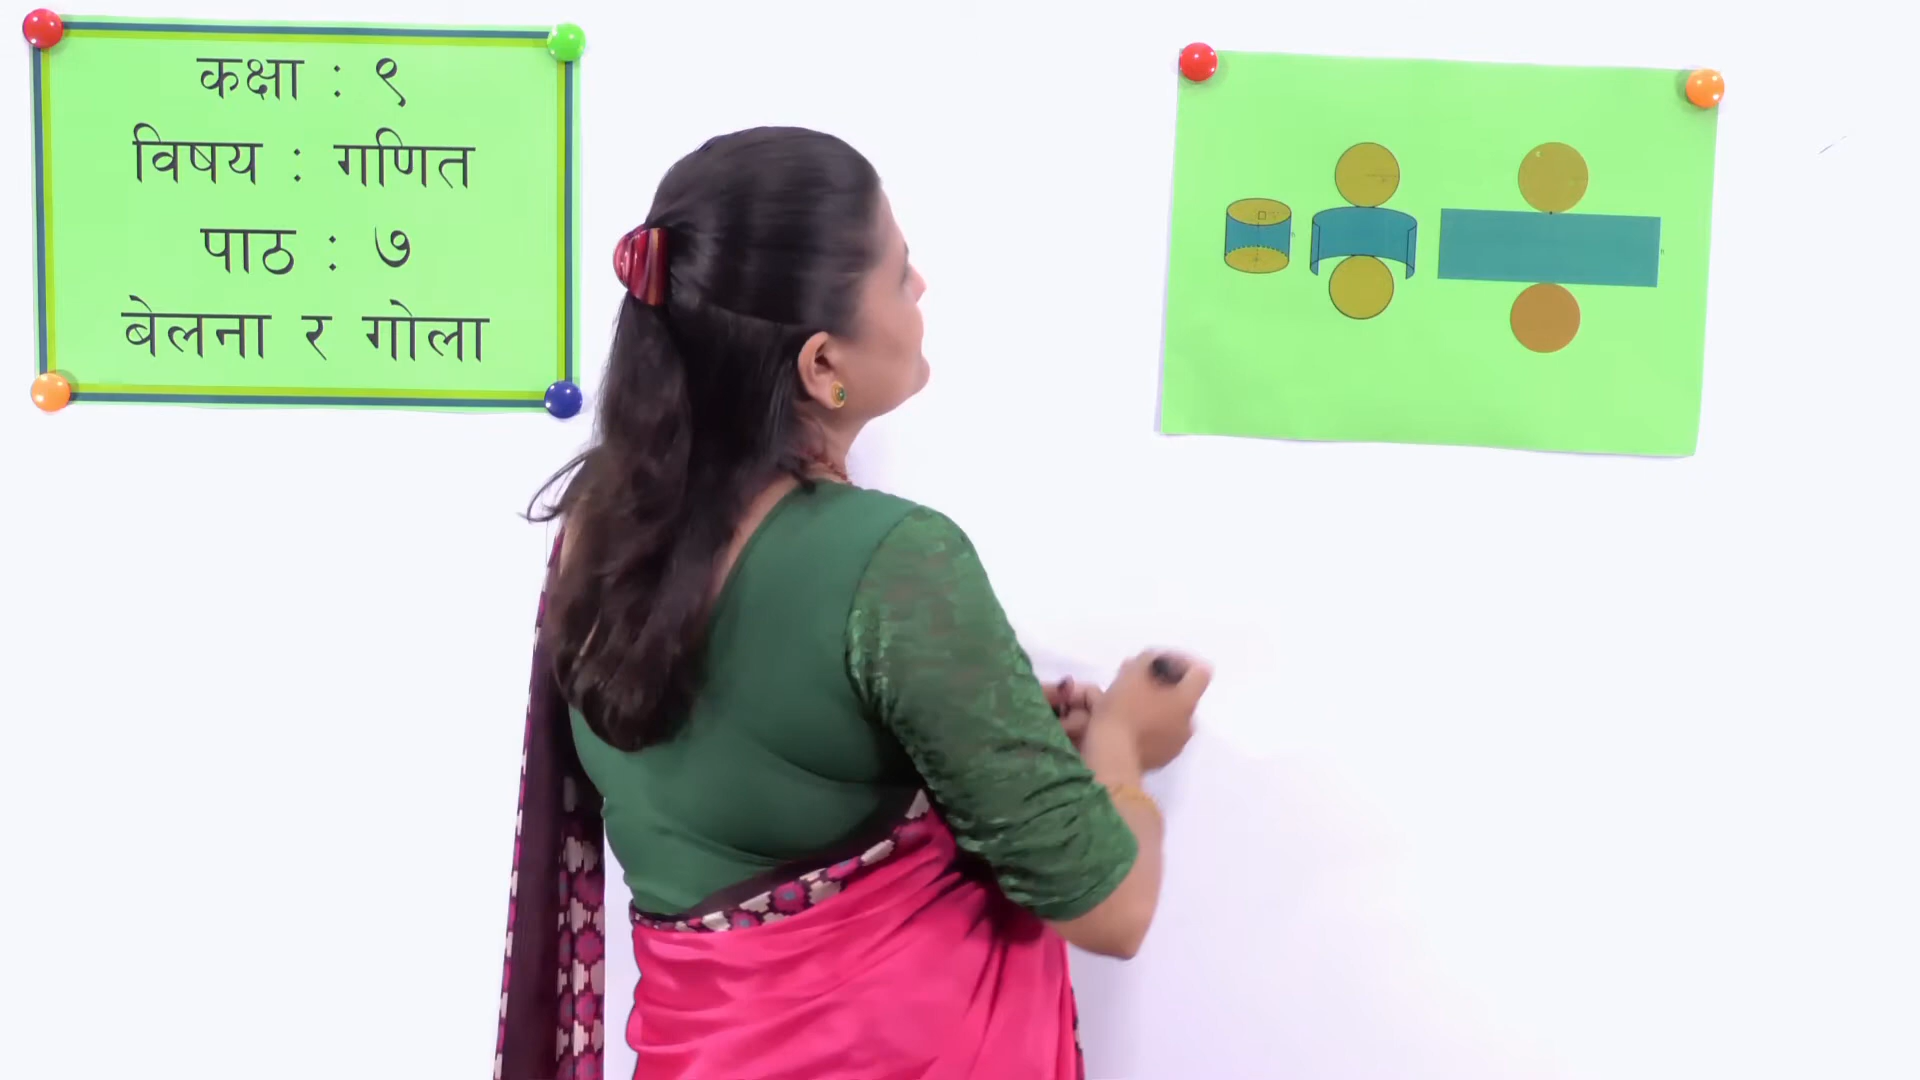 कक्षा : ९
विषय : गणित
पाठ : ७
बेलना र गोला